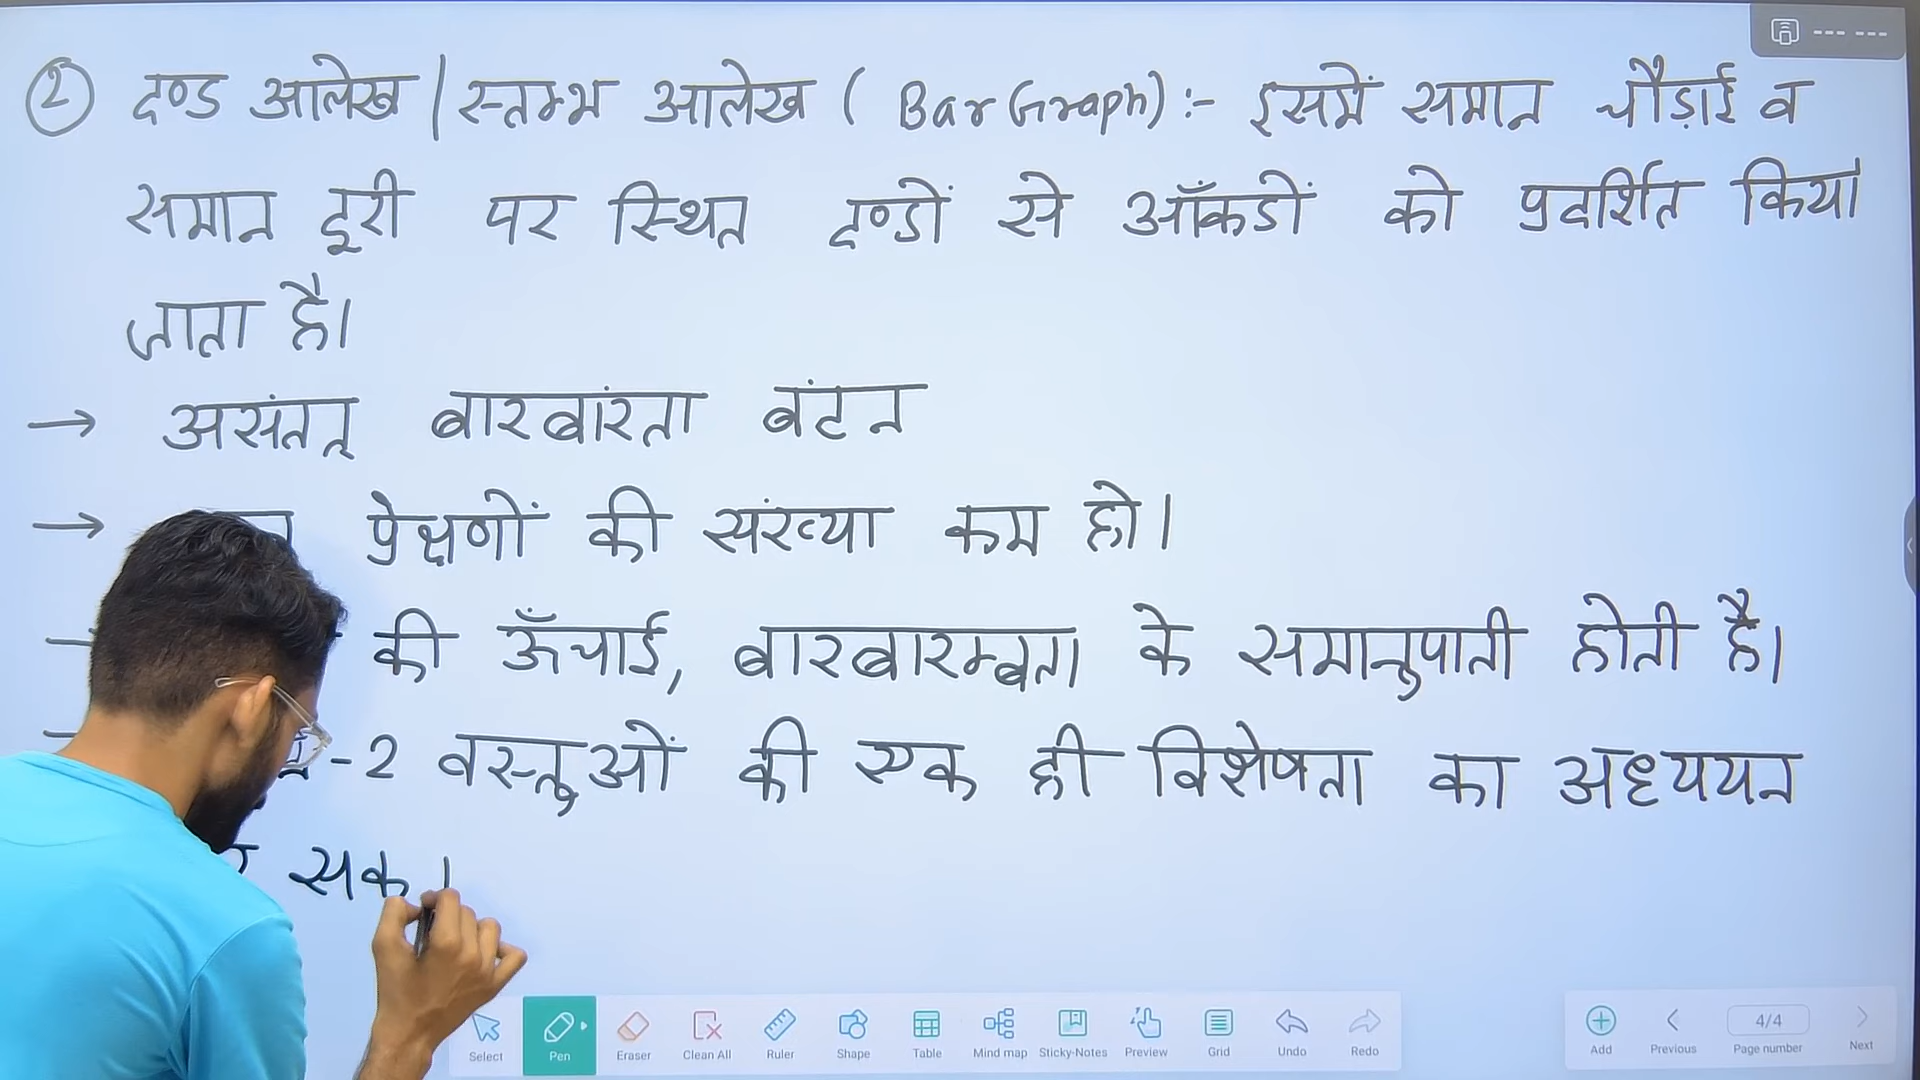 ② दण्ड आलेख | स्तम्भ आलेख ( Bar Graph) :- इसमें समान चौड़ाई व
समान दूरी पर स्थित दण्डों से आँकडों को प्रदर्शित किया
जाता है।
→ असंतत् बारबांरता बंटन
→ प्रेक्षणों की संख्या कम हो।
की ऊँचाई, बारबारम्बता के समानुपाती होती है।
-2 वस्तुओं की एक ही विशेषता का अध्ययन
सक
Select Pen Eraser Clean All Ruler Shape Table Mind map Sticky-Notes Preview Grid Undo Redo
Add Previous 4/4 Page number Next